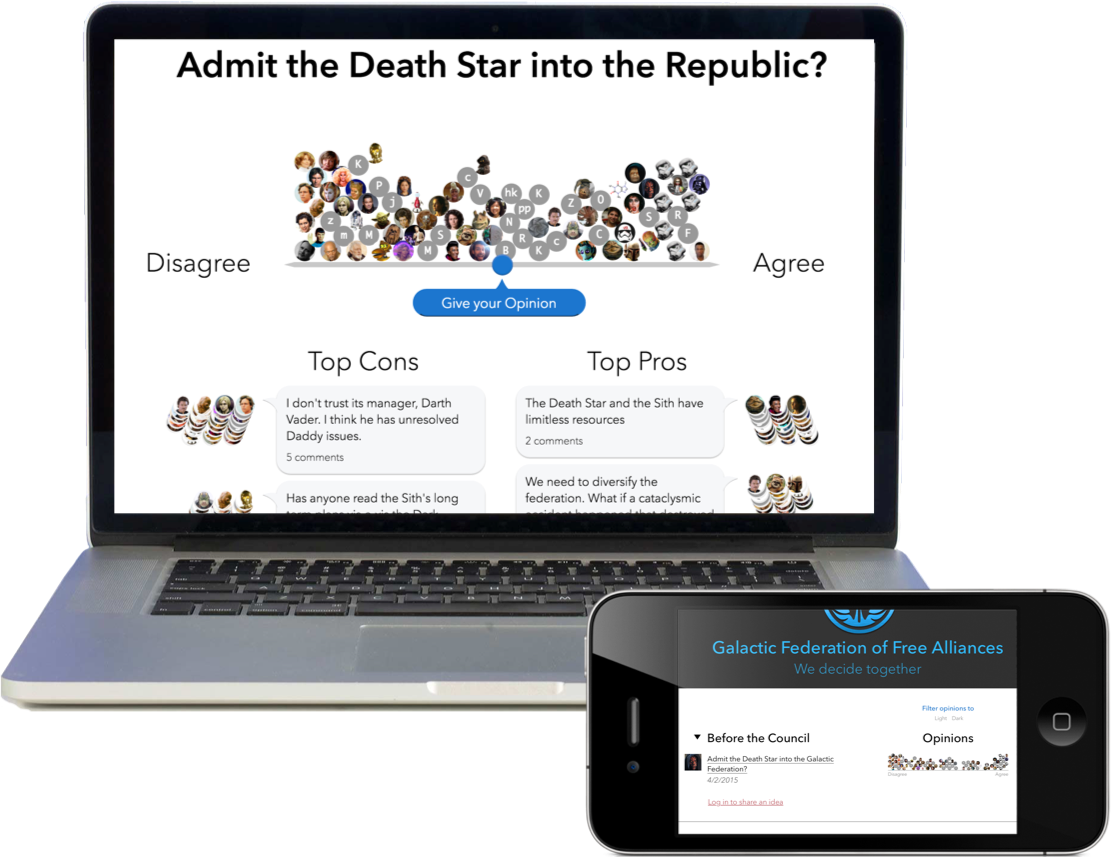 Admit the Death Star into the Republic?
K
c
P
V
hk
K
j
Z
O
pp
z
N
S
R
m
M
S
R
c
C
F
M
B
K
Disagree
Agree
Give your Opinion
Top Cons
Top Pros
I don't trust its manager, Darth
Vader. I think he has unresolved
Daddy issues.
5 comments
The Death Star and the Sith have
limitless resources
2 comments
Has anyone read the Sith's long
We need to diversify the
federation. What if a cataclysmic
Galactic Federation of Free Alliances
We decide together
Filter opinions to
Light Dark
Before the Council
Opinions
Admit the Death Star into the Galactic
Federation?
4/2/2015
Disagree
Agree
Log in to share an idea